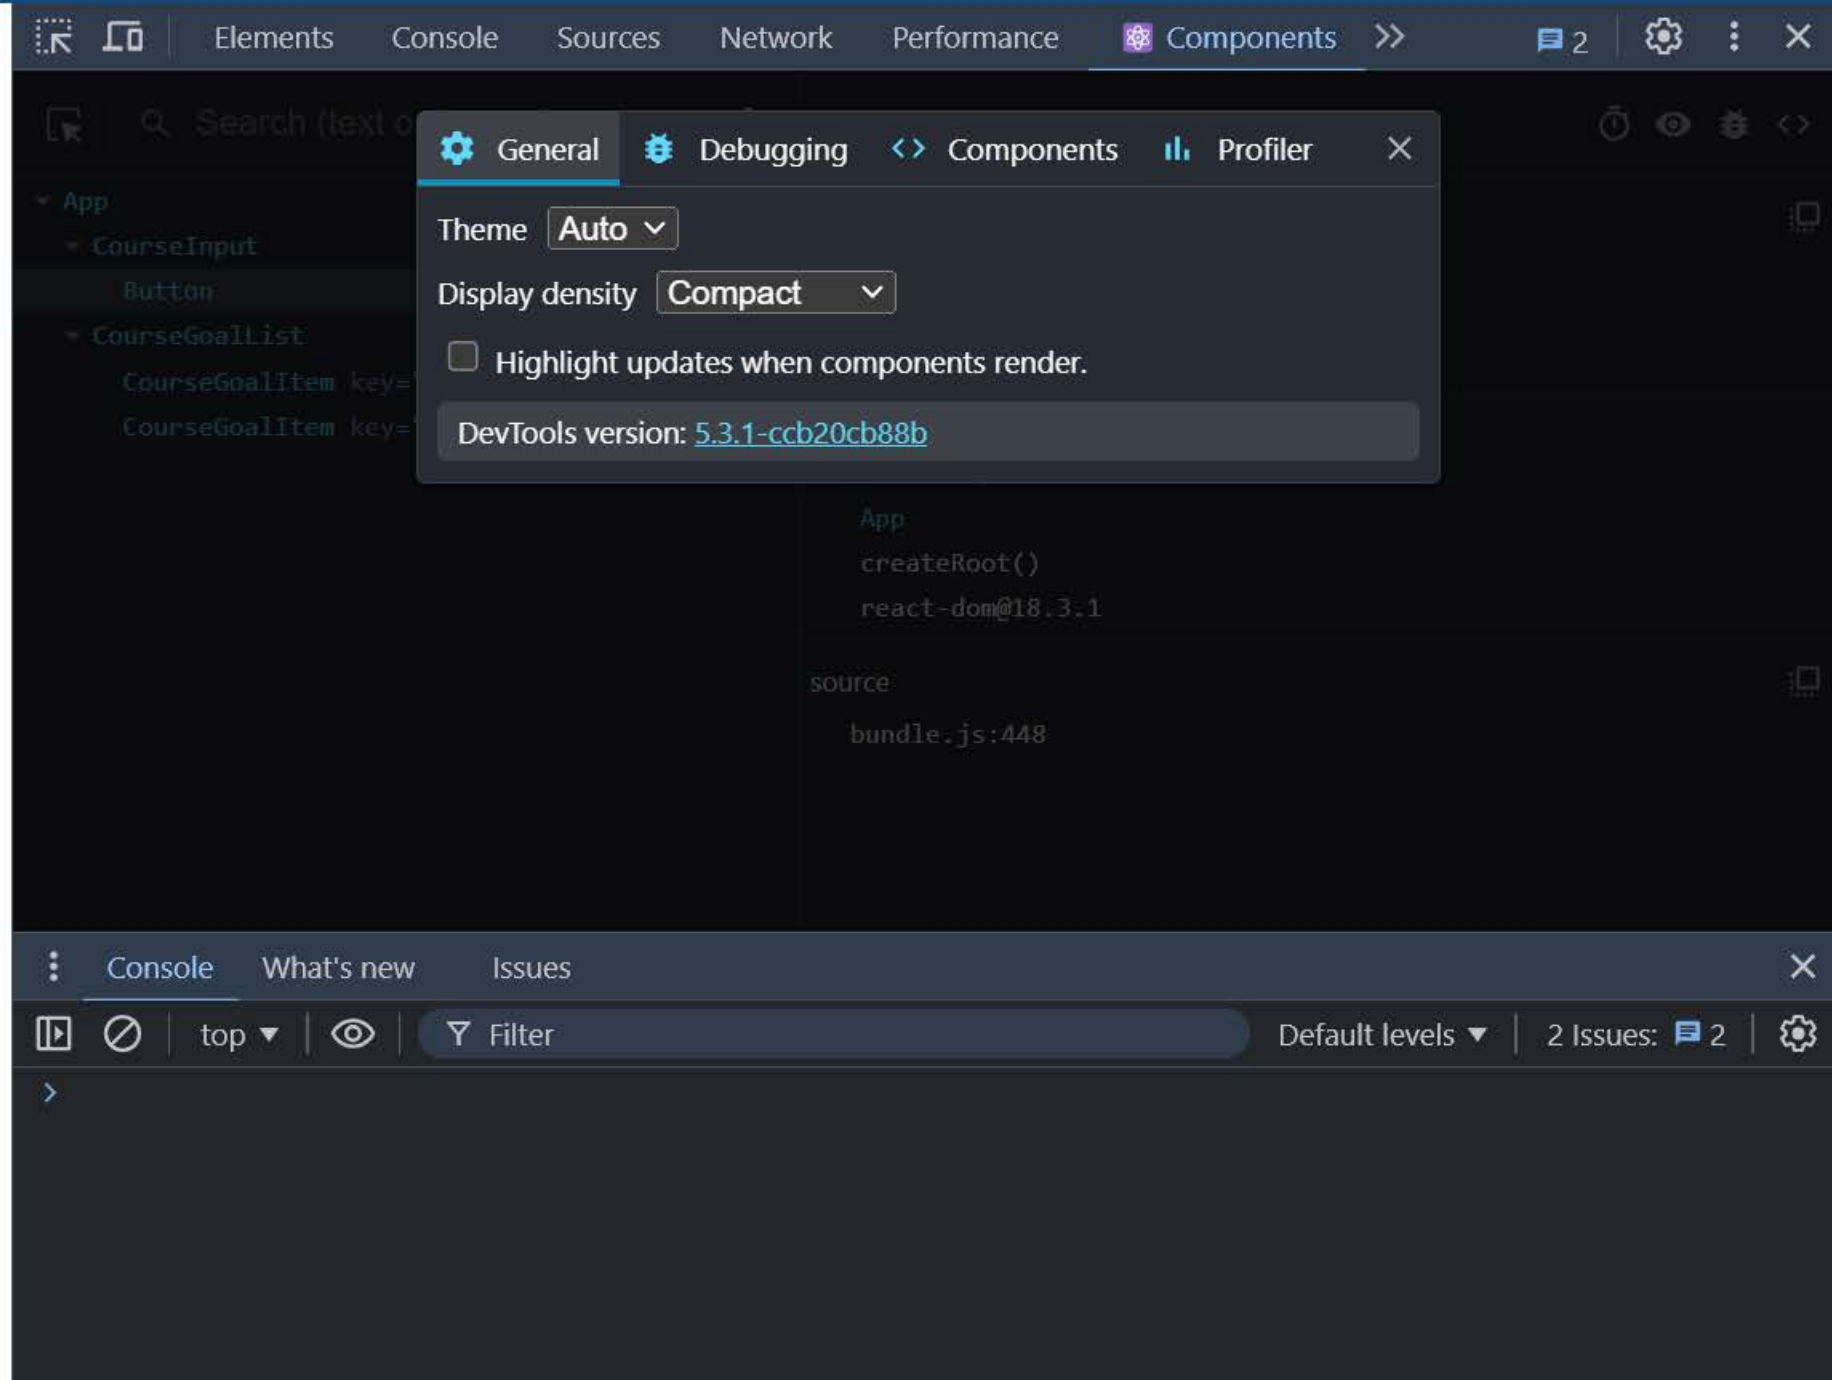 Elements Console Sources Network Performance Components 2
Search (text o
General Debugging Components Profiler
App
CourseInput
Button
CourseGoalList
CourseGoalItem key="
CourseGoalItem key="
Theme Auto
Display density Compact
Highlight updates when components render.
DevTools version: 5.3.1-ccb20cb88b
App
createRoot()
react-dom@18.3.1
source
bundle.js:448
Console What's new Issues
top Filter Default levels 2 Issues: 2